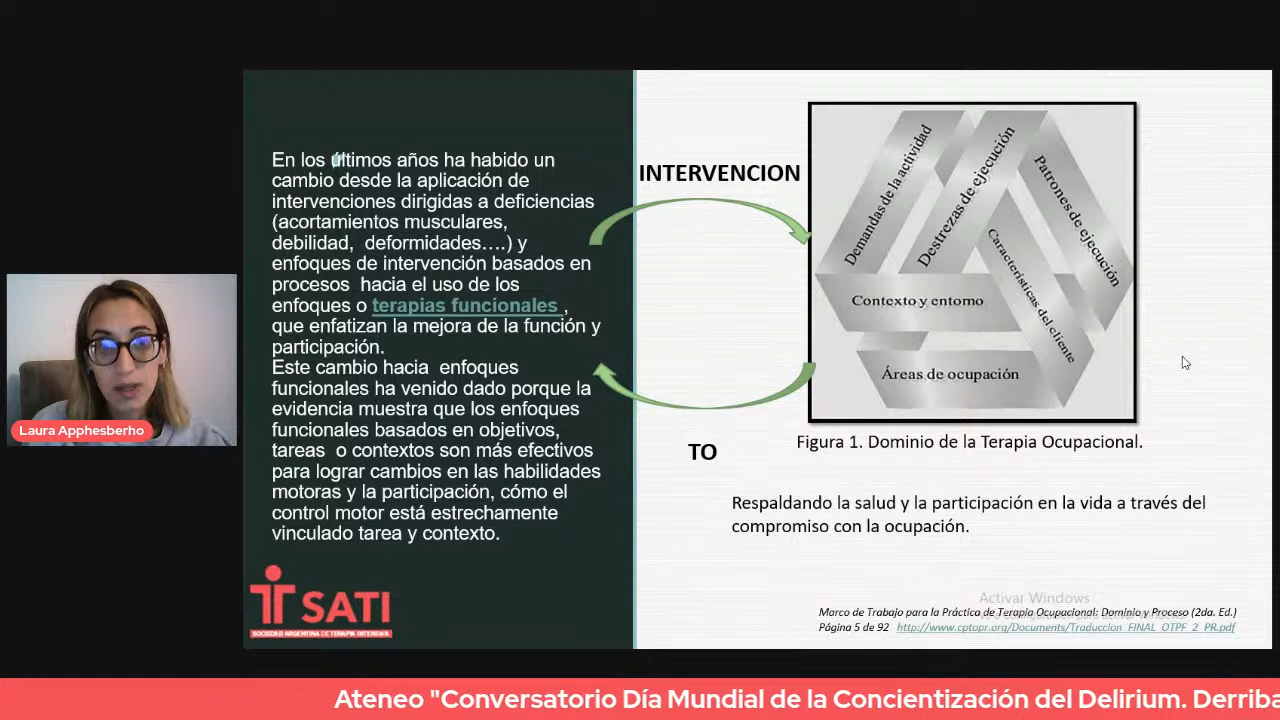 En los últimos años ha habido un
cambio desde la aplicación de
intervenciones dirigidas a deficiencias
(acortamientos musculares,
debilidad, deformidades....) y
enfoques de intervención basados en
procesos hacia el uso de los
enfoques o terapias funcionales ,
que enfatizan la mejora de la función y
participación.
Este cambio hacia enfoques
funcionales ha venido dado porque la
evidencia muestra que los enfoques
funcionales basados en objetivos,
tareas o contextos son más efectivos
para lograr cambios en las habilidades
motoras y la participación, cómo el
control motor está estrechamente
vinculado tarea y contexto.
SATI
SOCIEDAD ARGENTINA DE TERAPIA INTENSIVA
INTERVENCION
TO
Demandas de la actividad
Destrezas de ejecución
Patrones de ejecución
Características del cliente
Contexto y entorno
Áreas de ocupación
Figura 1. Dominio de la Terapia Ocupacional.
Respaldando la salud y la participación en la vida a través del
compromiso con la ocupación.
Activar Windows
Ve a Configuración para activar Windows.
Marco de Trabajo para la Práctica de Terapia Ocupacional: Dominio y Proceso (2da. Ed.)
Página 5 de 92 http://www.cptopr.org/Documents/Traduccion_FINAL_OTPF_2_PR.pdf
Laura Apphesberho
Ateneo "Conversatorio Día Mundial de la Concientización del Delirium. Derriba